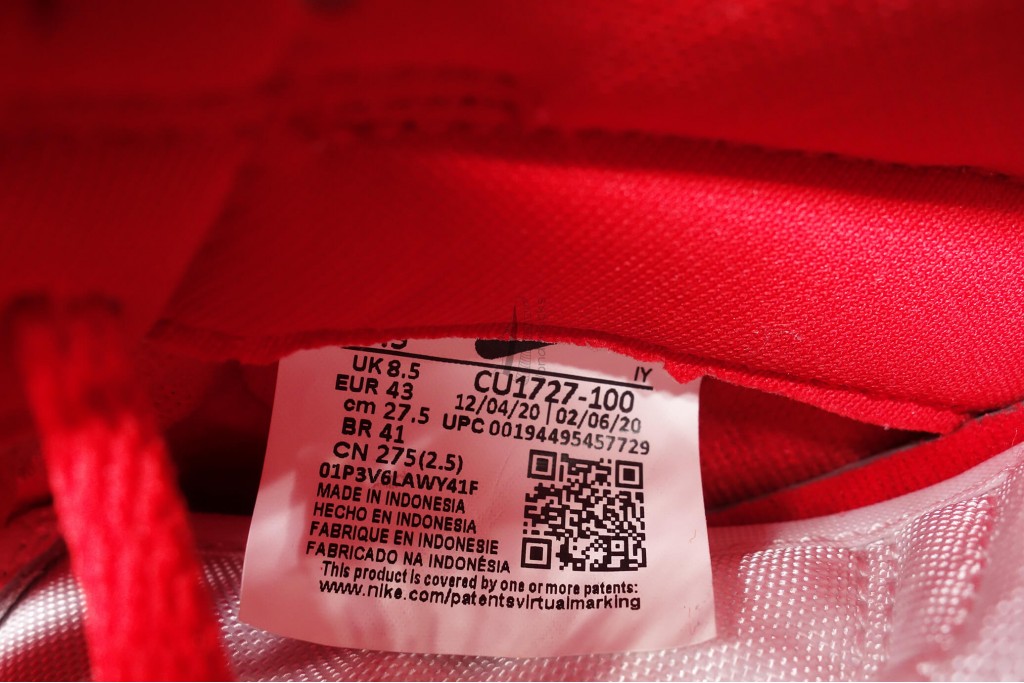 UK 8.5
EUR 43
cm 27.5
BR 41
CN 275(2.5)
IY
CU1727-100
12/04/20 | 02/06/20
UPC 00194495457729
01P3V6LAWY41F
MADE IN INDONESIA
HECHO EN INDONESIA
FABRIQUE EN INDONESIE
FABRICADO NA INDONÉSIA
This product is covered by one or more patents:
www.nike.com/patentsvirtualmarking